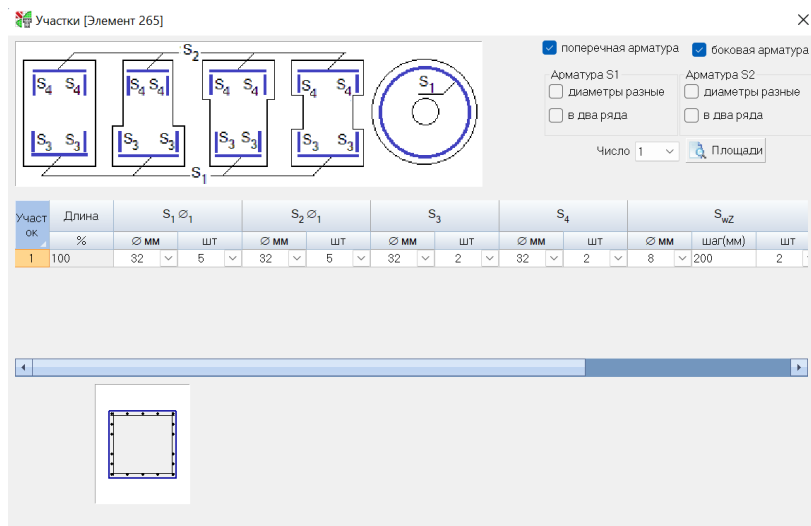 Участки [Элемент 265]
S2
поперечная арматура
боковая арматура
S4 S4 S4 S4 S4 S4 S4 S4
S1
S3 S3 S3 S3 S3 S3 S3 S3
S1
Арматура S1
Арматура S2
диаметры разные
диаметры разные
в два ряда
в два ряда
Число 1
Площади
Участок Длина S1 ∅1 S2 ∅1 S3 S4 SwZ
% ∅ мм шт ∅ мм шт ∅ мм шт ∅ мм шт ∅ мм шаг(мм) шт
1 100 32 5 32 5 32 2 32 2 8 200 2